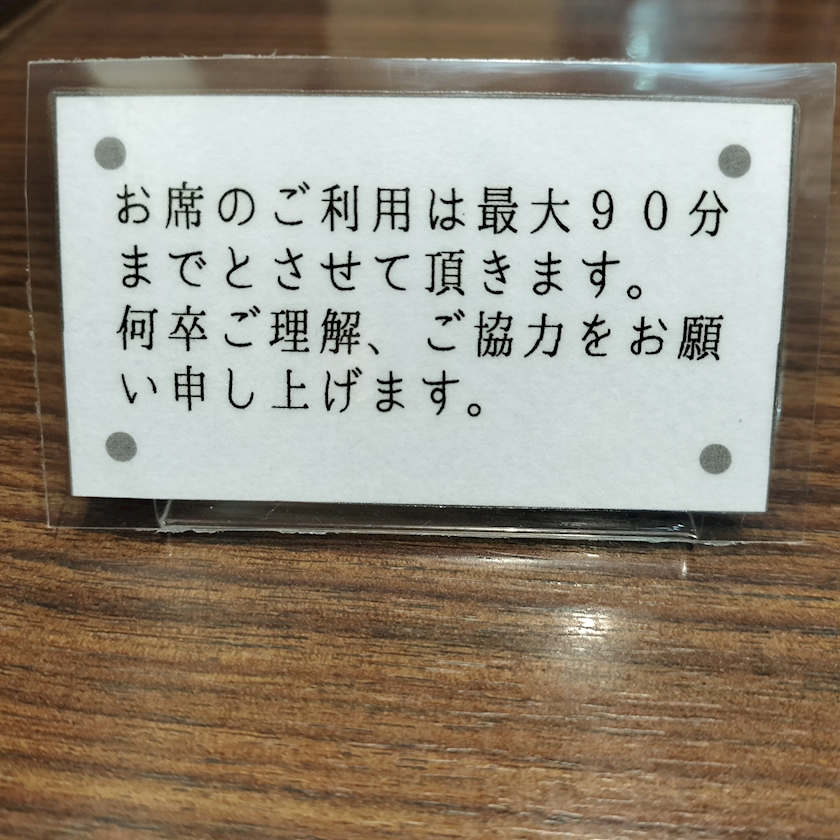 お席のご利用は最大９０分
までとさせて頂きます。
何卒ご理解、ご協力をお願
い申し上げます。